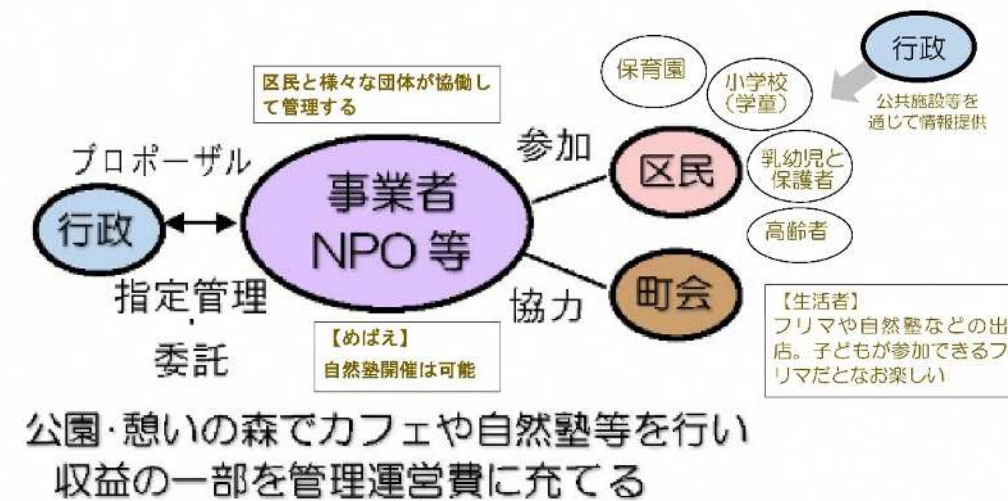 行政
公共施設等を
通じて情報提供
保育園
小学校
（学童）
区民と様々な団体が協働し
て管理する
プロポーザル
参加
区民
乳幼児と
保護者
事業者
NPO等
行政
高齢者
指定管理
・
委託
協力
町会
【めばえ】
自然塾開催は可能
【生活者】
フリマや自然塾などの出
店。子どもが参加できるフ
リマだとなお楽しい
公園･憩いの森でカフェや自然塾等を行い
収益の一部を管理運営費に充てる